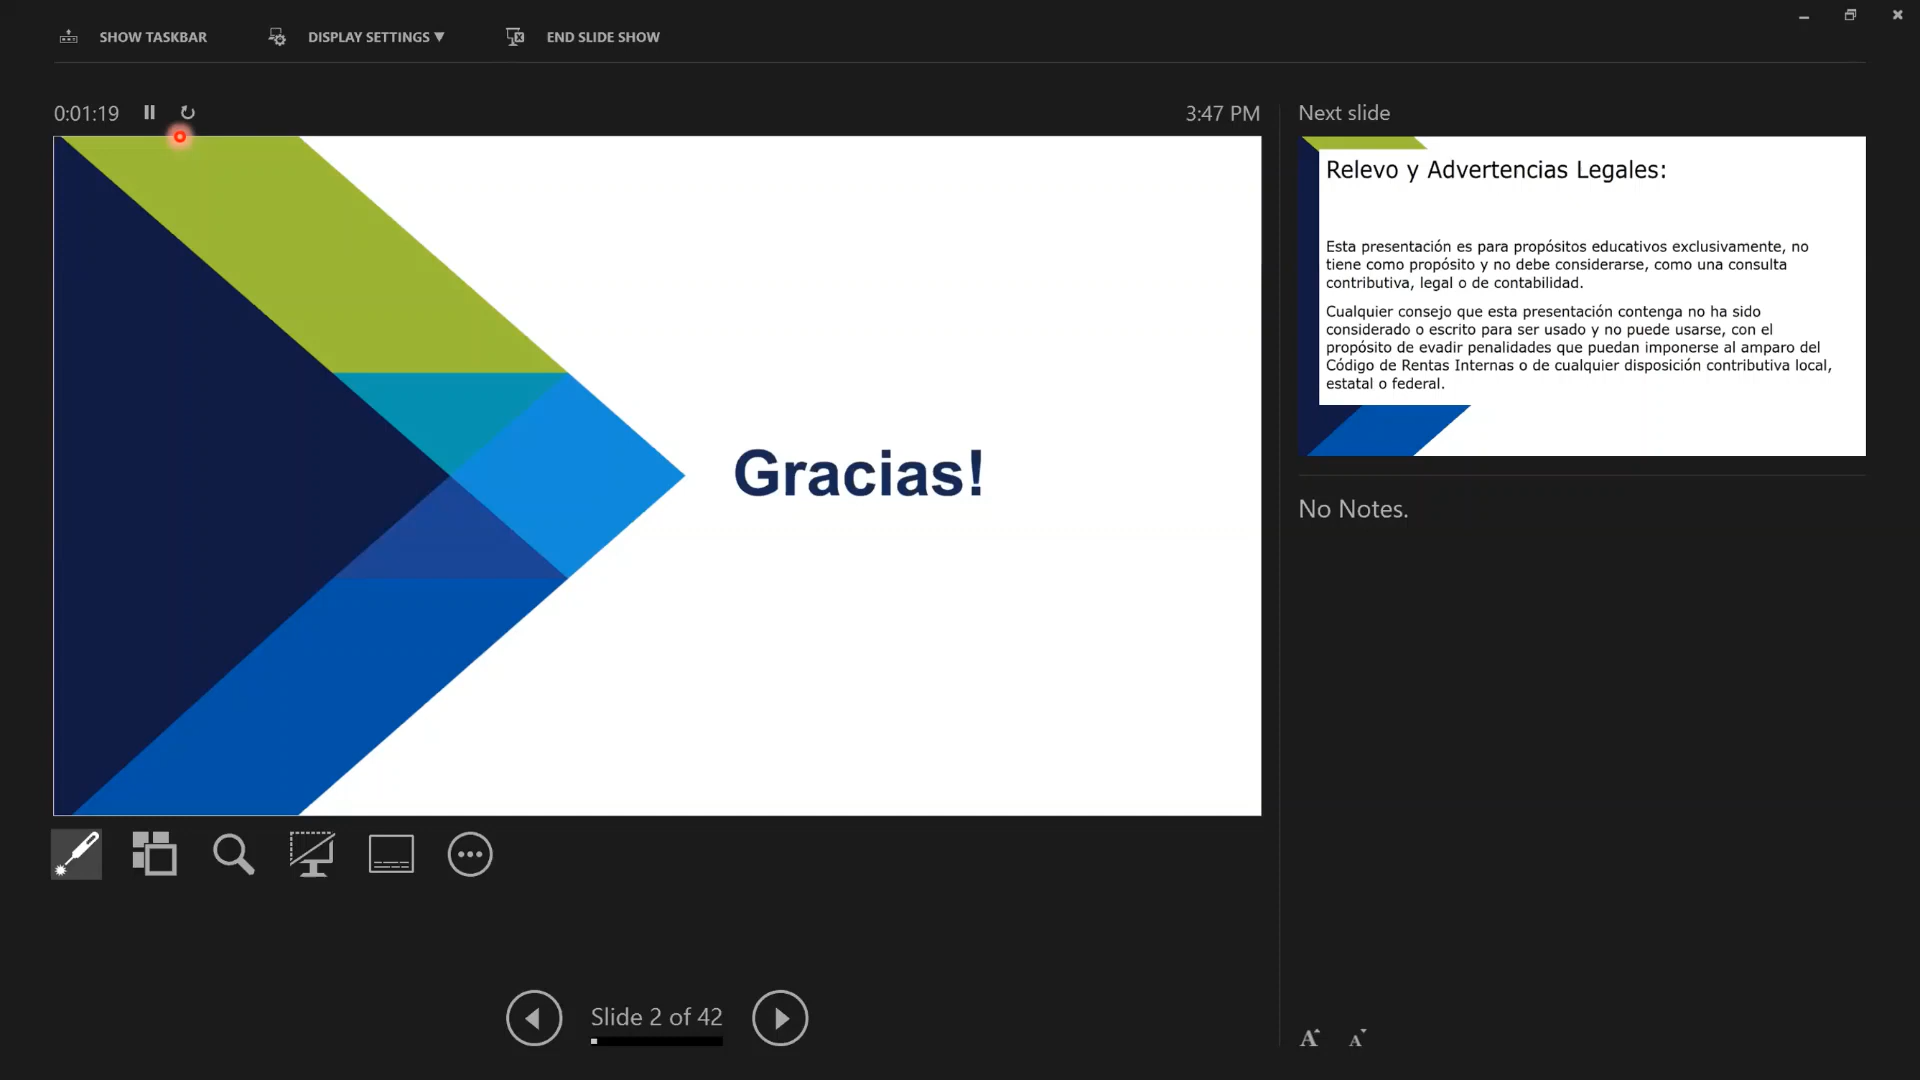 SHOW TASKBAR
DISPLAY SETTINGS ▼
END SLIDE SHOW
0:01:19
3:47 PM
Gracias!
Slide 2 of 42
Next slide
Relevo y Advertencias Legales:
Esta presentación es para propósitos educativos exclusivamente, no
tiene como propósito y no debe considerarse, como una consulta
contributiva, legal o de contabilidad.
Cualquier consejo que esta presentación contenga no ha sido
considerado o escrito para ser usado y no puede usarse, con el
propósito de evadir penalidades que puedan imponerse al amparo del
Código de Rentas Internas o de cualquier disposición contributiva local,
estatal o federal.
No Notes.
A A